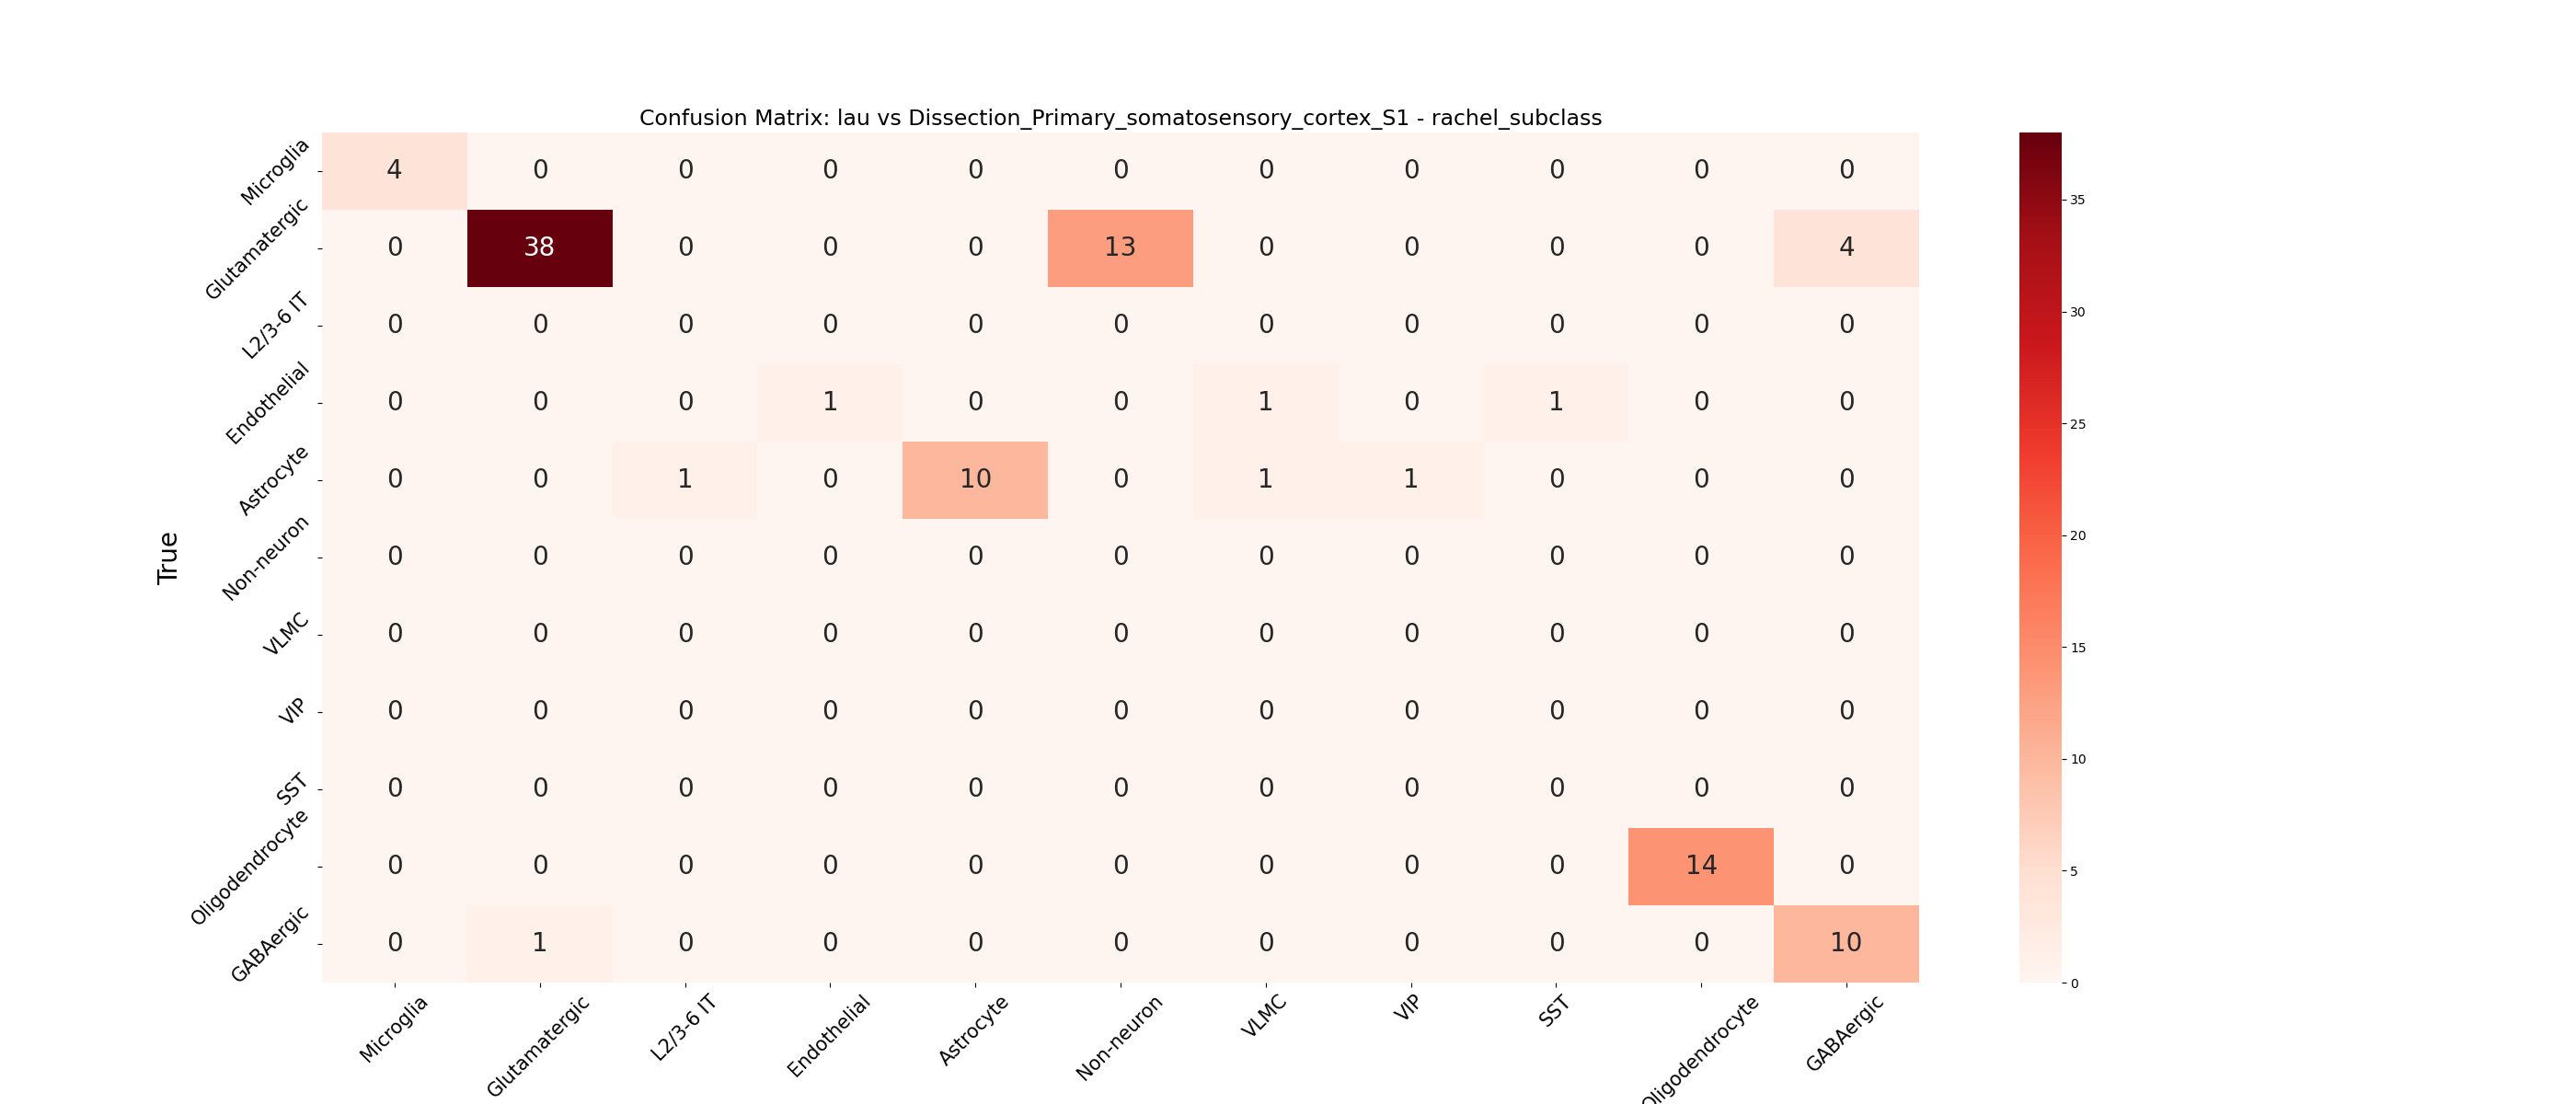 Confusion Matrix: lau vs Dissection_Primary_somatosensory_cortex_S1 - rachel_subclass
True
Microglia 4 0 0 0 0 0 0 0 0 0 0
Glutamatergic 0 38 0 0 0 13 0 0 0 0 4
L2/3-6 IT 0 0 0 0 0 0 0 0 0 0 0
Endothelial 0 0 0 1 0 0 1 0 1 0 0
Astrocyte 0 0 1 0 10 0 1 1 0 0 0
Non-neuron 0 0 0 0 0 0 0 0 0 0 0
VLMC 0 0 0 0 0 0 0 0 0 0 0
VIP 0 0 0 0 0 0 0 0 0 0 0
SST 0 0 0 0 0 0 0 0 0 0 0
Oligodendrocyte 0 0 0 0 0 0 0 0 0 14 0
GABAergic 0 1 0 0 0 0 0 0 0 0 10
Microglia Glutamatergic L2/3-6 IT Endothelial Astrocyte Non-neuron VLMC VIP SST Oligodendrocyte GABAergic
35
30
25
20
15
10
5
0